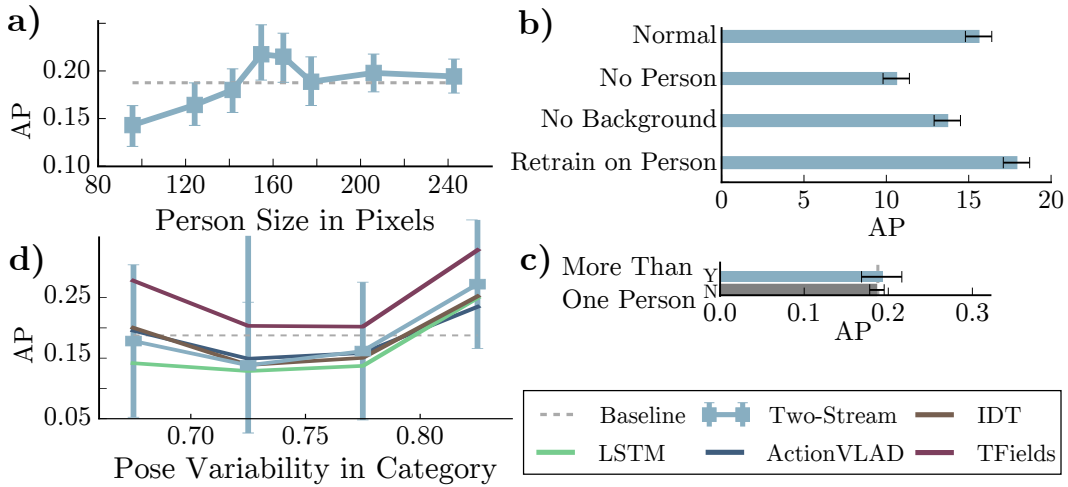 a)
AP
0.20
0.15
0.10
80 120 160 200 240
Person Size in Pixels
b)
Normal
No Person
No Background
Retrain on Person
0 5 10 15 20
AP
c)
More Than
One Person
Y
N
0.0 0.1 0.2 0.3
AP
d)
AP
0.25
0.15
0.05
0.70 0.75 0.80
Pose Variability in Category
Baseline Two-Stream IDT
LSTM ActionVLAD TFields